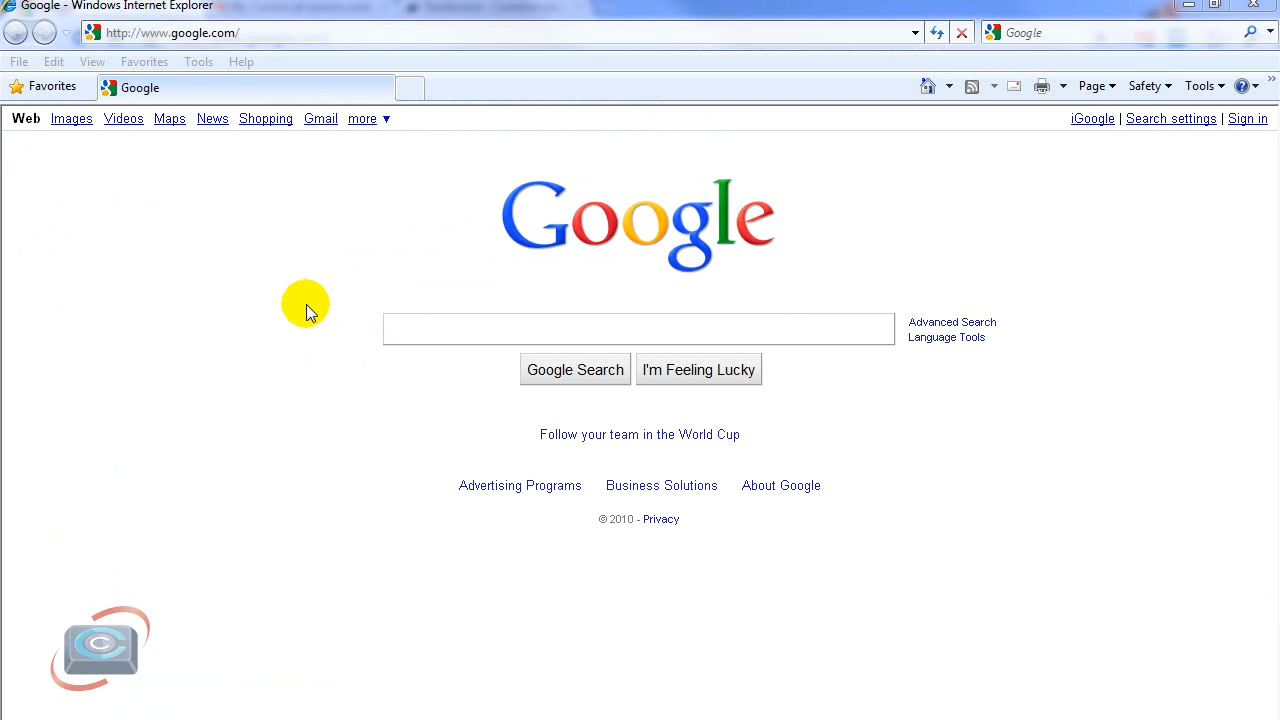 Google - Windows Internet Explorer
http://www.google.com/
Google
File Edit View Favorites Tools Help
Favorites Google
Page Safety Tools
Web Images Videos Maps News Shopping Gmail more ▼
iGoogle | Search settings | Sign in
Google
Advanced Search
Language Tools
Google Search I'm Feeling Lucky
Follow your team in the World Cup
Advertising Programs Business Solutions About Google
© 2010 - Privacy